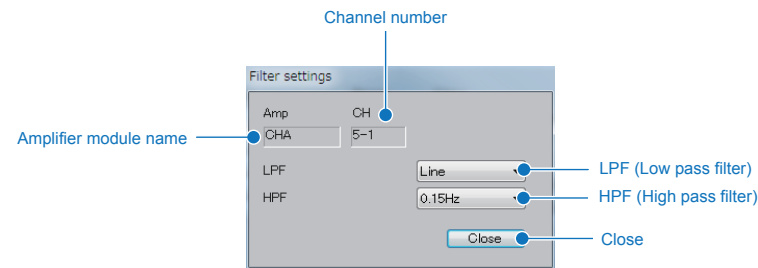 Channel number
Filter settings
Amp CH
Amplifier module name CHA 5-1
LPF Line LPF (Low pass filter)
HPF 0.15Hz HPF (High pass filter)
Close Close